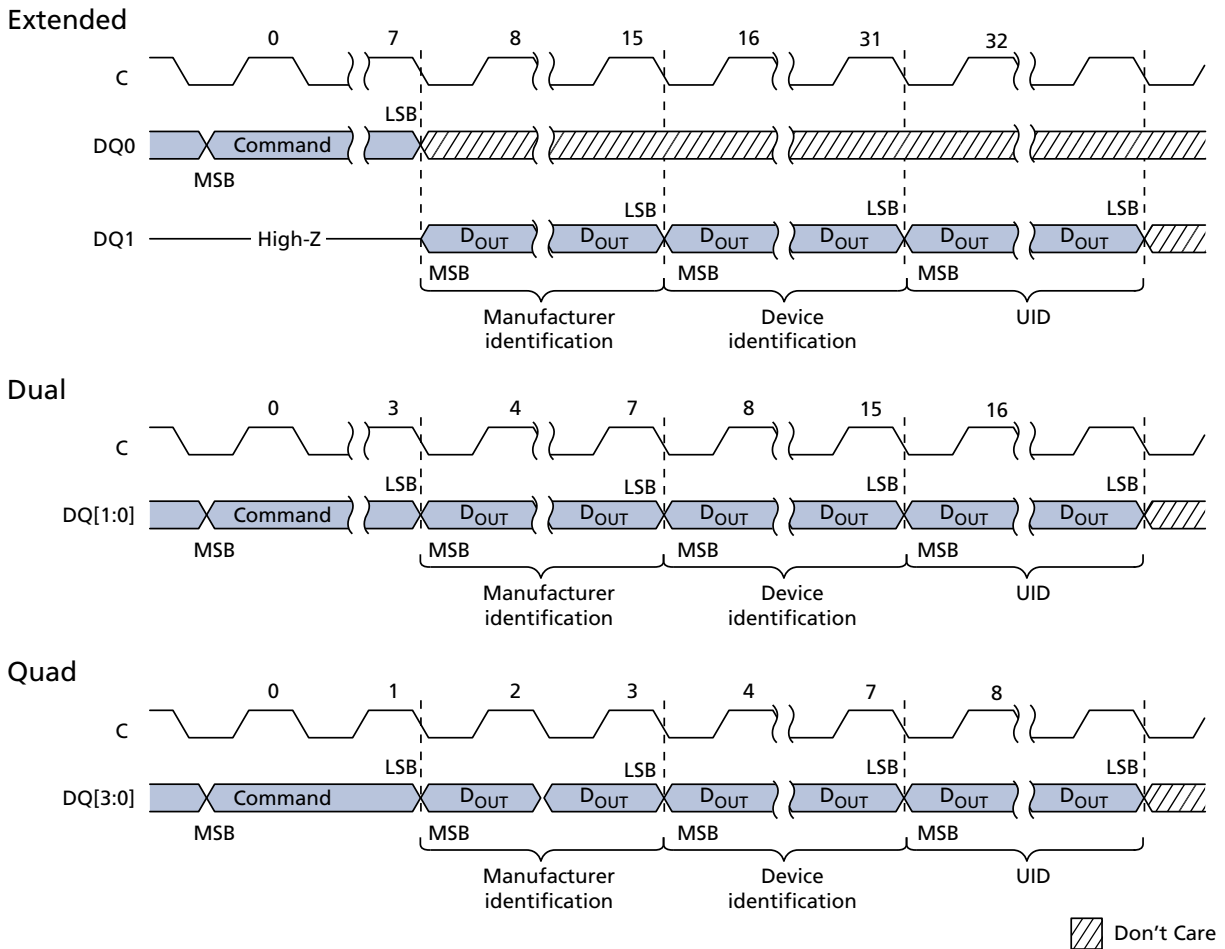 Extended
0 7 8 15 16 31 32
C
LSB
DQ0 Command
MSB
LSB LSB LSB
DQ1 High-Z DOUT DOUT DOUT DOUT DOUT DOUT
MSB MSB MSB
Manufacturer identification Device identification UID
Dual
0 3 4 7 8 15 16
C
LSB LSB LSB LSB
DQ[1:0] Command DOUT DOUT DOUT DOUT DOUT DOUT
MSB MSB MSB MSB
Manufacturer identification Device identification UID
Quad
0 1 2 3 4 7 8
C
LSB LSB LSB LSB
DQ[3:0] Command DOUT DOUT DOUT DOUT DOUT DOUT
MSB MSB MSB MSB
Manufacturer identification Device identification UID
Don't Care